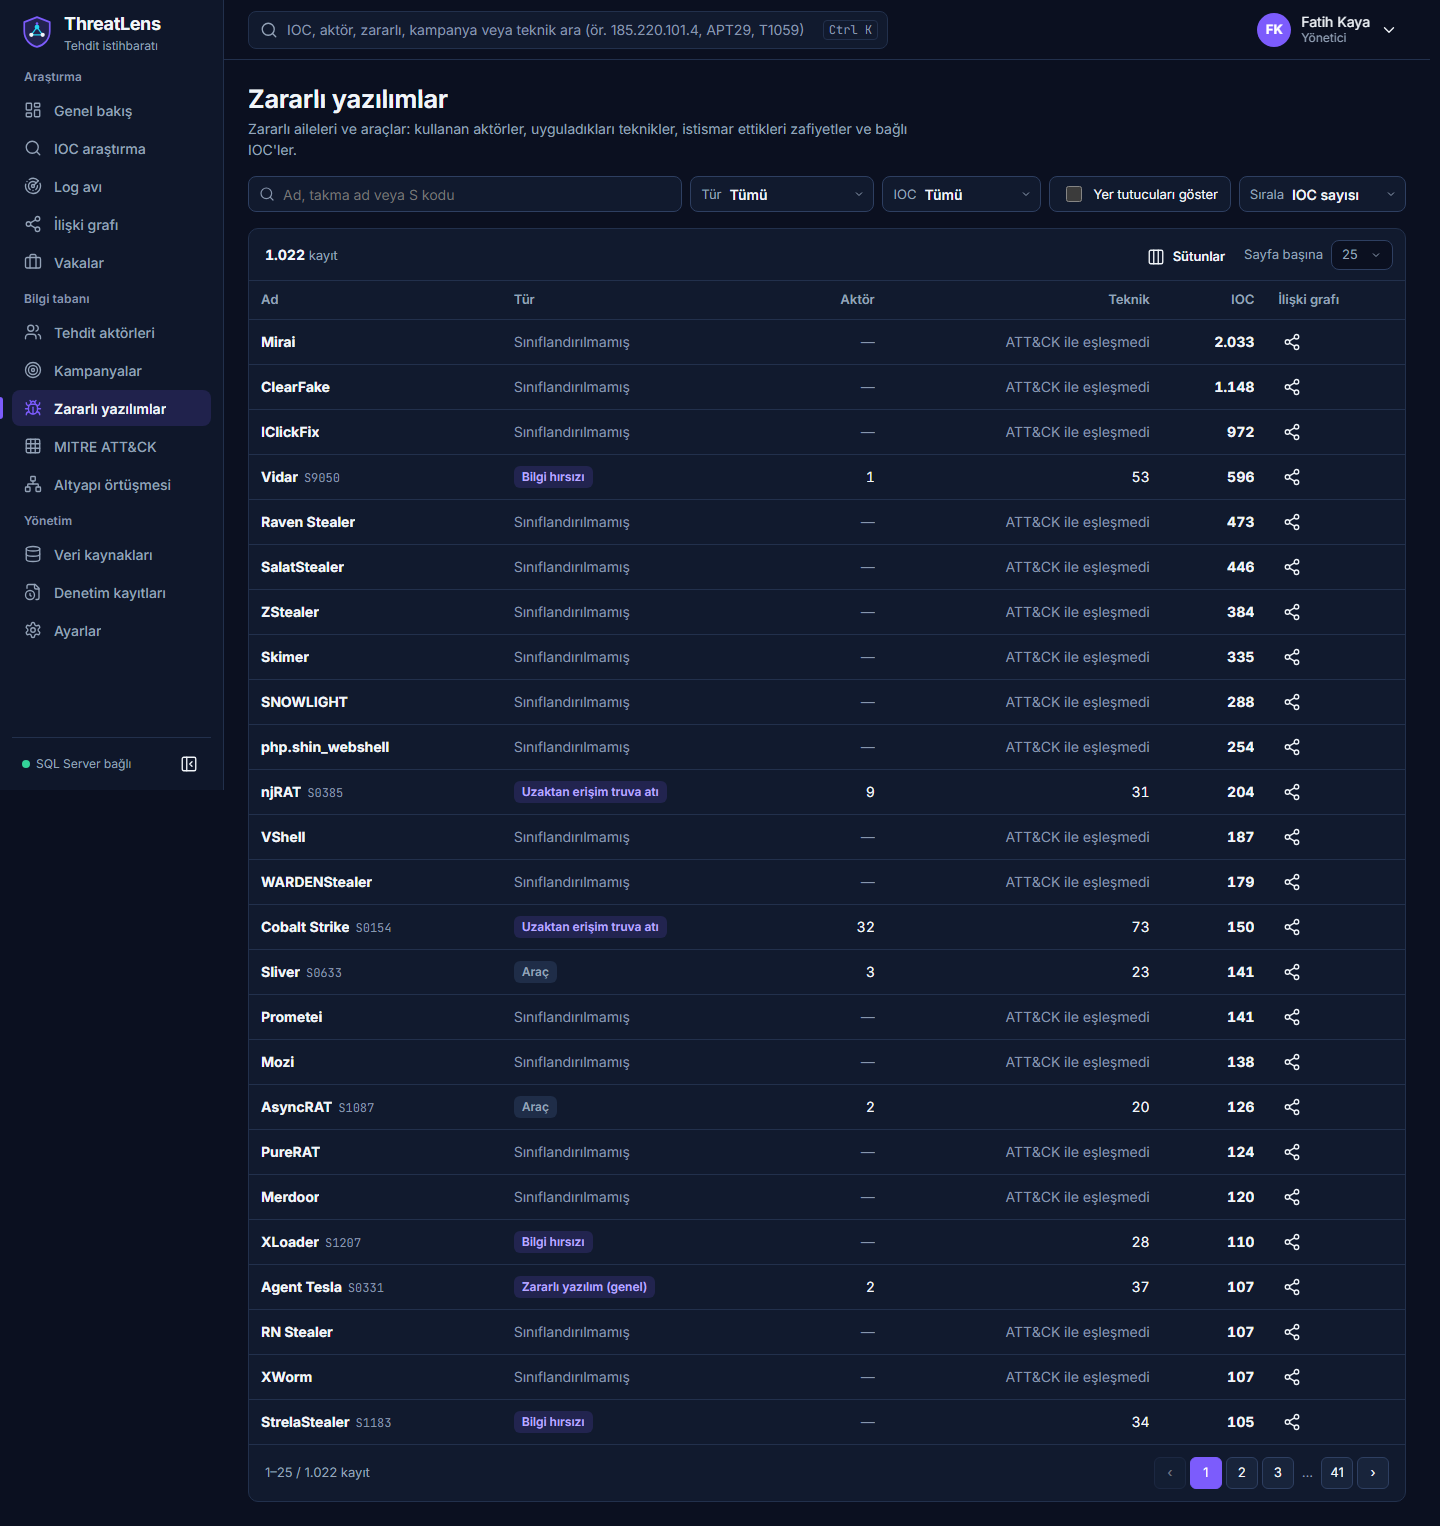 ThreatLens
Tehdit istihbaratı
Araştırma
Genel bakış
IOC araştırma
Log avı
İlişki grafı
Vakalar
Bilgi tabanı
Tehdit aktörleri
Kampanyalar
Zararlı yazılımlar
MITRE ATT&CK
Altyapı örtüşmesi
Yönetim
Veri kaynakları
Denetim kayıtları
Ayarlar
SQL Server bağlı
IOC, aktör, zararlı, kampanya veya teknik ara (ör. 185.220.101.4, APT29, T1059) Ctrl K
FK Fatih Kaya
Yönetici
Zararlı yazılımlar
Zararlı aileleri ve araçlar: kullanan aktörler, uyguladıkları teknikler, istismar ettikleri zafiyetler ve bağlı
IOC'ler.
Ad, takma ad veya S kodu Tür Tümü IOC Tümü Yer tutucuları göster Sırala IOC sayısı
1.022 kayıt Sütunlar Sayfa başına 25
Ad Tür Aktör Teknik IOC İlişki grafı
Mirai Sınıflandırılmamış — ATT&CK ile eşleşmedi 2.033
ClearFake Sınıflandırılmamış — ATT&CK ile eşleşmedi 1.148
IClickFix Sınıflandırılmamış — ATT&CK ile eşleşmedi 972
Vidar S9050 Bilgi hırsızı 1 53 596
Raven Stealer Sınıflandırılmamış — ATT&CK ile eşleşmedi 473
SalatStealer Sınıflandırılmamış — ATT&CK ile eşleşmedi 446
ZStealer Sınıflandırılmamış — ATT&CK ile eşleşmedi 384
Skimer Sınıflandırılmamış — ATT&CK ile eşleşmedi 335
SNOWLIGHT Sınıflandırılmamış — ATT&CK ile eşleşmedi 288
php.shin_webshell Sınıflandırılmamış — ATT&CK ile eşleşmedi 254
njRAT S0385 Uzaktan erişim truva atı 9 31 204
VShell Sınıflandırılmamış — ATT&CK ile eşleşmedi 187
WARDENStealer Sınıflandırılmamış — ATT&CK ile eşleşmedi 179
Cobalt Strike S0154 Uzaktan erişim truva atı 32 73 150
Sliver S0633 Araç 3 23 141
Prometei Sınıflandırılmamış — ATT&CK ile eşleşmedi 141
Mozi Sınıflandırılmamış — ATT&CK ile eşleşmedi 138
AsyncRAT S1087 Araç 2 20 126
PureRAT Sınıflandırılmamış — ATT&CK ile eşleşmedi 124
Merdoor Sınıflandırılmamış — ATT&CK ile eşleşmedi 120
XLoader S1207 Bilgi hırsızı — 28 110
Agent Tesla S0331 Zararlı yazılım (genel) 2 37 107
RN Stealer Sınıflandırılmamış — ATT&CK ile eşleşmedi 107
XWorm Sınıflandırılmamış — ATT&CK ile eşleşmedi 107
StrelaStealer S1183 Bilgi hırsızı — 34 105
1–25 / 1.022 kayıt ‹ 1 2 3 … 41 ›